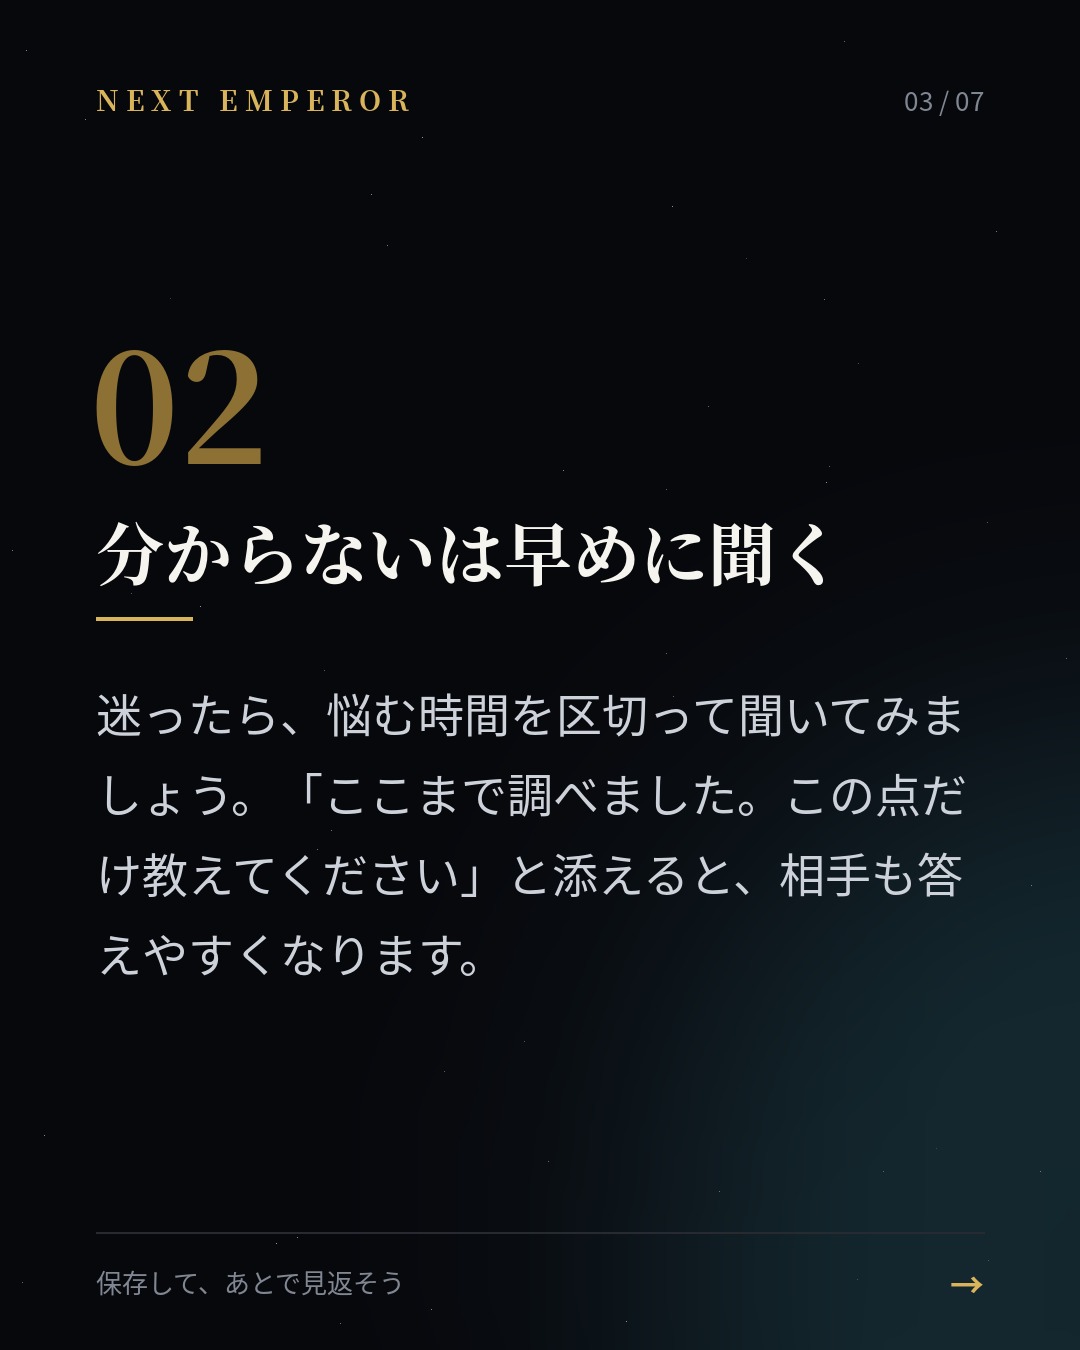 NEXT EMPEROR
03 / 07
02
分からないは早めに聞く
迷ったら、悩む時間を区切って聞いてみま
しょう。「ここまで調べました。この点だ
け教えてください」と添えると、相手も答
えやすくなります。
保存して、あとで見返そう
→